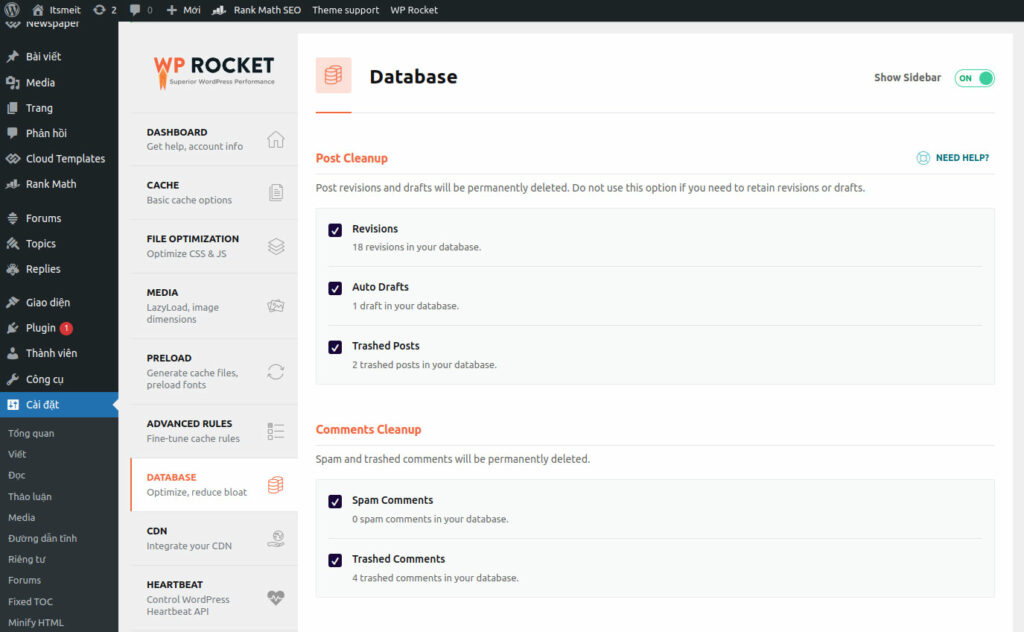 Itsmeit
2
0
Mới
Rank Math SEO
Theme support
WP Rocket
Newspaper
Bài viết
Media
Trang
Phản hồi
Cloud Templates
Rank Math
Forums
Topics
Replies
Giao diện
Plugin 1
Thành viên
Công cụ
Cài đặt
Tổng quan
Viết
Đọc
Thảo luận
Media
Đường dẫn tĩnh
Riêng tư
Forums
Fixed TOC
Minify HTML
WP ROCKET
Superior WordPress Performance
DASHBOARD
Get help, account info
CACHE
Basic cache options
FILE OPTIMIZATION
Optimize CSS & JS
MEDIA
LazyLoad, image
dimensions
PRELOAD
Generate cache files,
preload fonts
ADVANCED RULES
Fine-tune cache rules
DATABASE
Optimize, reduce bloat
CDN
Integrate your CDN
HEARTBEAT
Control WordPress
Heartbeat API
Database
Show Sidebar
ON
Post Cleanup
NEED HELP?
Post revisions and drafts will be permanently deleted. Do not use this option if you need to retain revisions or drafts.
Revisions
18 revisions in your database.
Auto Drafts
1 draft in your database.
Trashed Posts
2 trashed posts in your database.
Comments Cleanup
Spam and trashed comments will be permanently deleted.
Spam Comments
0 spam comments in your database.
Trashed Comments
4 trashed comments in your database.